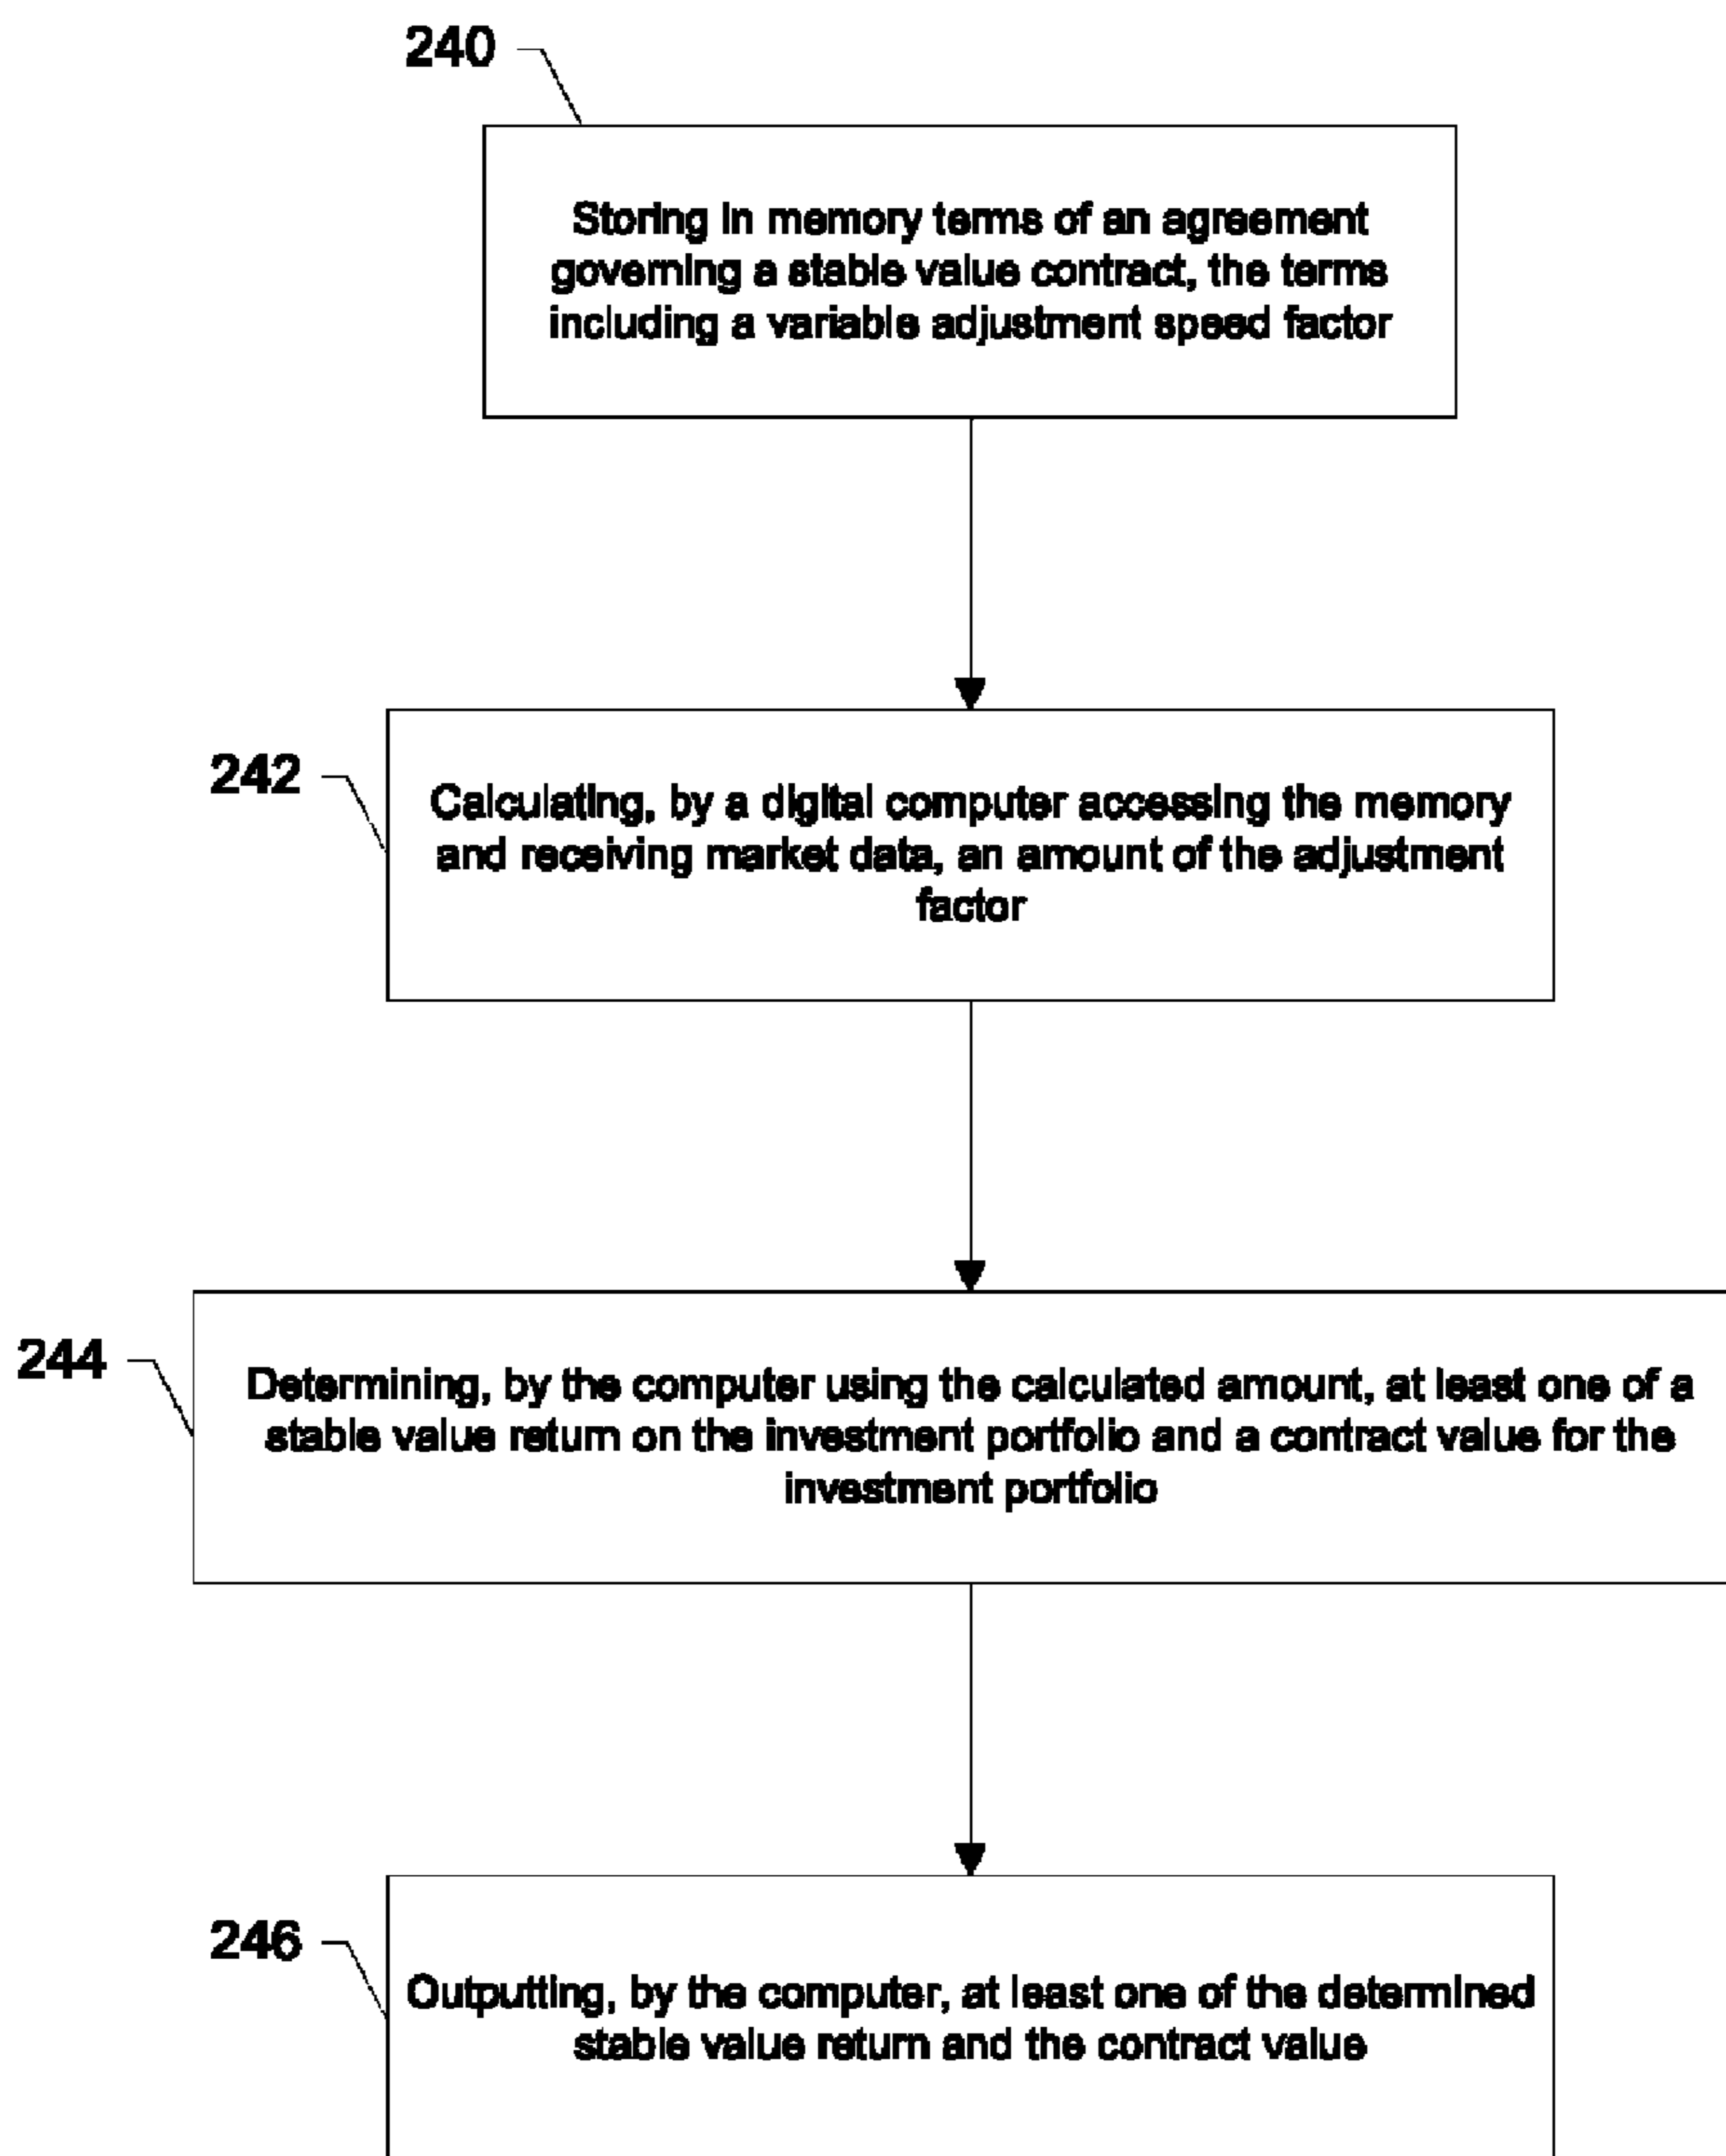 240
Storing in memory terms of an agreement
governing a stable value contract, the terms
including a variable adjustment speed factor
242
Calculating, by a digital computer accessing the memory
and receiving market data, an amount of the adjustment
factor
244
Determining, by the computer using the calculated amount, at least one of a
stable value return on the investment portfolio and a contract value for the
investment portfolio
246
Outputting, by the computer, at least one of the determined
stable value return and the contract value